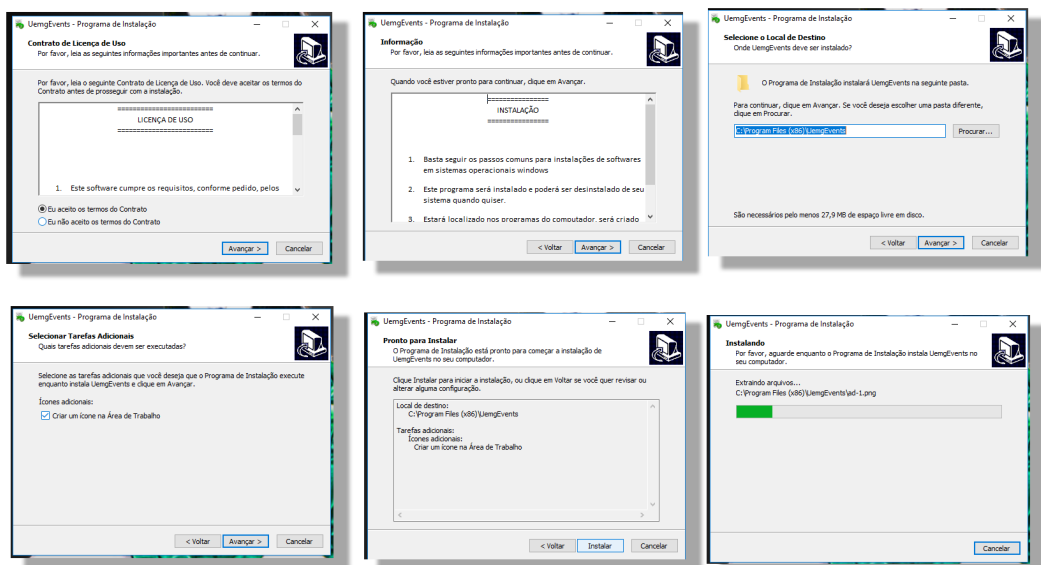 UemgEvents - Programa de Instalação
Contrato de Licença de Uso
Por favor, leia as seguintes informações importantes antes de continuar.
Por favor, leia o seguinte Contrato de Licença de Uso. Você deve aceitar os termos do
Contrato antes de prosseguir com a instalação.
========================
LICENÇA DE USO
========================
1. Este software cumpre os requisitos, conforme pedido, pelos
Eu aceito os termos do Contrato
Eu não aceito os termos do Contrato
Avançar >
Cancelar
UemgEvents - Programa de Instalação
Informação
Por favor, leia as seguintes informações importantes antes de continuar.
Quando você estiver pronto para continuar, clique em Avançar.
================
INSTALAÇÃO
================
1. Basta seguir os passos comuns para instalações de softwares
em sistemas operacionais windows
2. Este programa será instalado e poderá ser desinstalado de seu
sistema quando quiser.
3. Estará localizado nos programas do computador, será criado
< Voltar
Avançar >
Cancelar
UemgEvents - Programa de Instalação
Selecione o Local de Destino
Onde UemgEvents deve ser instalado?
O Programa de Instalação instalará UemgEvents na seguinte pasta.
Para continuar, clique em Avançar. Se você deseja escolher uma pasta diferente,
clique em Procurar.
C:\Program Files (x86)\UemgEvents
Procurar...
São necessários pelo menos 27,9 MB de espaço livre em disco.
< Voltar
Avançar >
Cancelar
UemgEvents - Programa de Instalação
Selecionar Tarefas Adicionais
Quais tarefas adicionais devem ser executadas?
Selecione as tarefas adicionais que você deseja que o Programa de Instalação execute
enquanto instala UemgEvents e clique em Avançar.
Ícones adicionais:
Criar um ícone na Área de Trabalho
< Voltar
Avançar >
Cancelar
UemgEvents - Programa de Instalação
Pronto para Instalar
O Programa de Instalação está pronto para começar a instalação de
UemgEvents no seu computador.
Clique Instalar para iniciar a instalação, ou clique em Voltar se você quer revisar ou
alterar alguma configuração.
Local de destino:
C:\Program Files (x86)\UemgEvents
Tarefas adicionais:
Ícones adicionais:
Criar um ícone na Área de Trabalho
< Voltar
Instalar
Cancelar
UemgEvents - Programa de Instalação
Instalando
Por favor, aguarde enquanto o Programa de Instalação instala UemgEvents no
seu computador.
Extraindo arquivos...
C:\Program Files (x86)\UemgEvents\ad-1.png
Cancelar